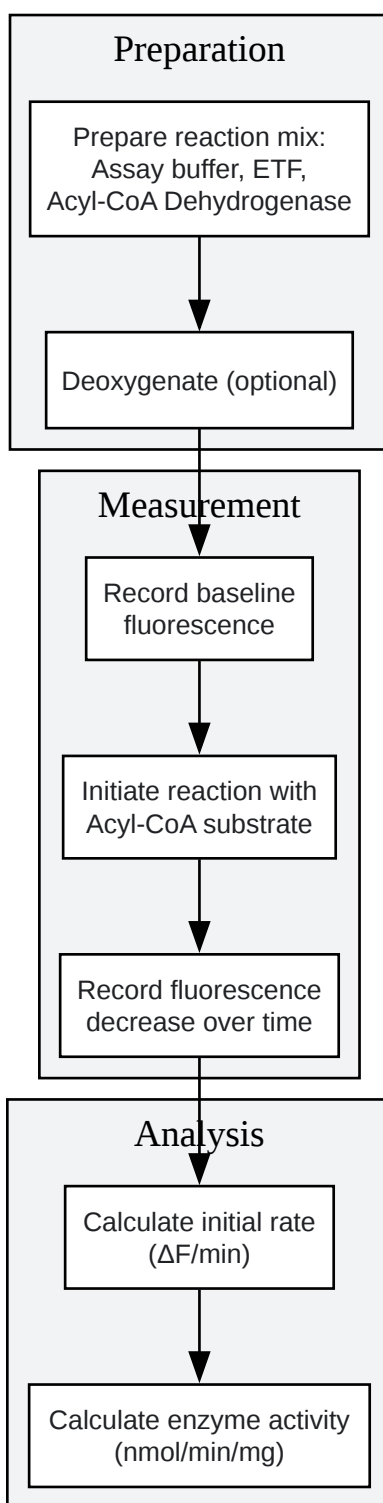 Preparation
Prepare reaction mix:
Assay buffer, ETF,
Acyl-CoA Dehydrogenase
Deoxygenate (optional)
Measurement
Record baseline
fluorescence
Initiate reaction with
Acyl-CoA substrate
Record fluorescence
decrease over time
Analysis
Calculate initial rate
(ΔF/min)
Calculate enzyme activity
(nmol/min/mg)